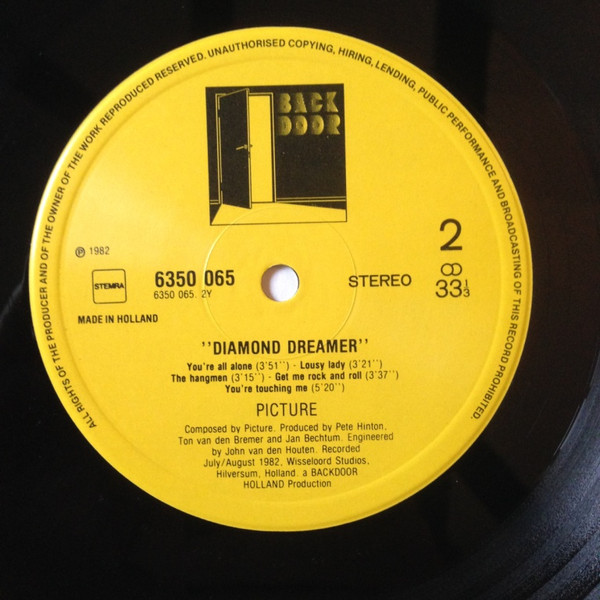 ALL RIGHTS OF THE PRODUCER AND OF THE OWNER OF THE WORK REPRODUCED RESERVED. UNAUTHORISED COPYING, HIRING, LENDING, PUBLIC PERFORMANCE AND BROADCASTING OF THIS RECORD PROHIBITED.
BACK
DOOR
2
℗ 1982
STEMRA
6350 065
STEREO
33⅓
6350 065. 2Y
MADE IN HOLLAND
''DIAMOND DREAMER''
You're all alone (3'51'') - Lousy lady (3'21'')
The hangmen (3'15'') - Get me rock and roll (3'37'')
You're touching me (5'20'')
PICTURE
Composed by Picture. Produced by Pete Hinton,
Ton van den Bremer and Jan Bechtum. Engineered
by John van den Houten. Recorded
July/August 1982, Wisseloord Studios,
Hilversum, Holland. a BACKDOOR
HOLLAND Production